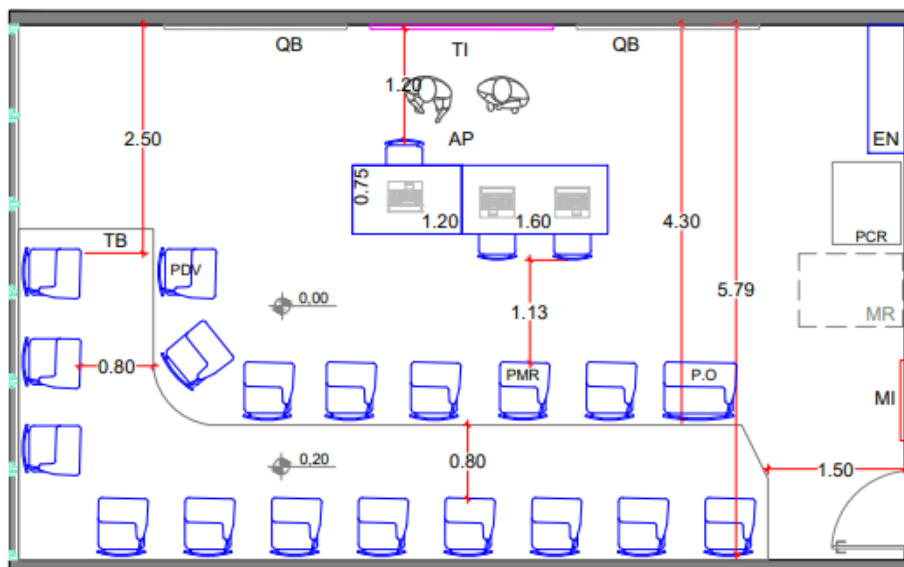 QB
TI
QB
1.20
2.50
AP
EN
0.75
1.20
1.60
4.30
PCR
TB
PDV
5.79
0,00
1.13
MR
0.80
PMR
P.O
MI
0,20
0.80
1.50